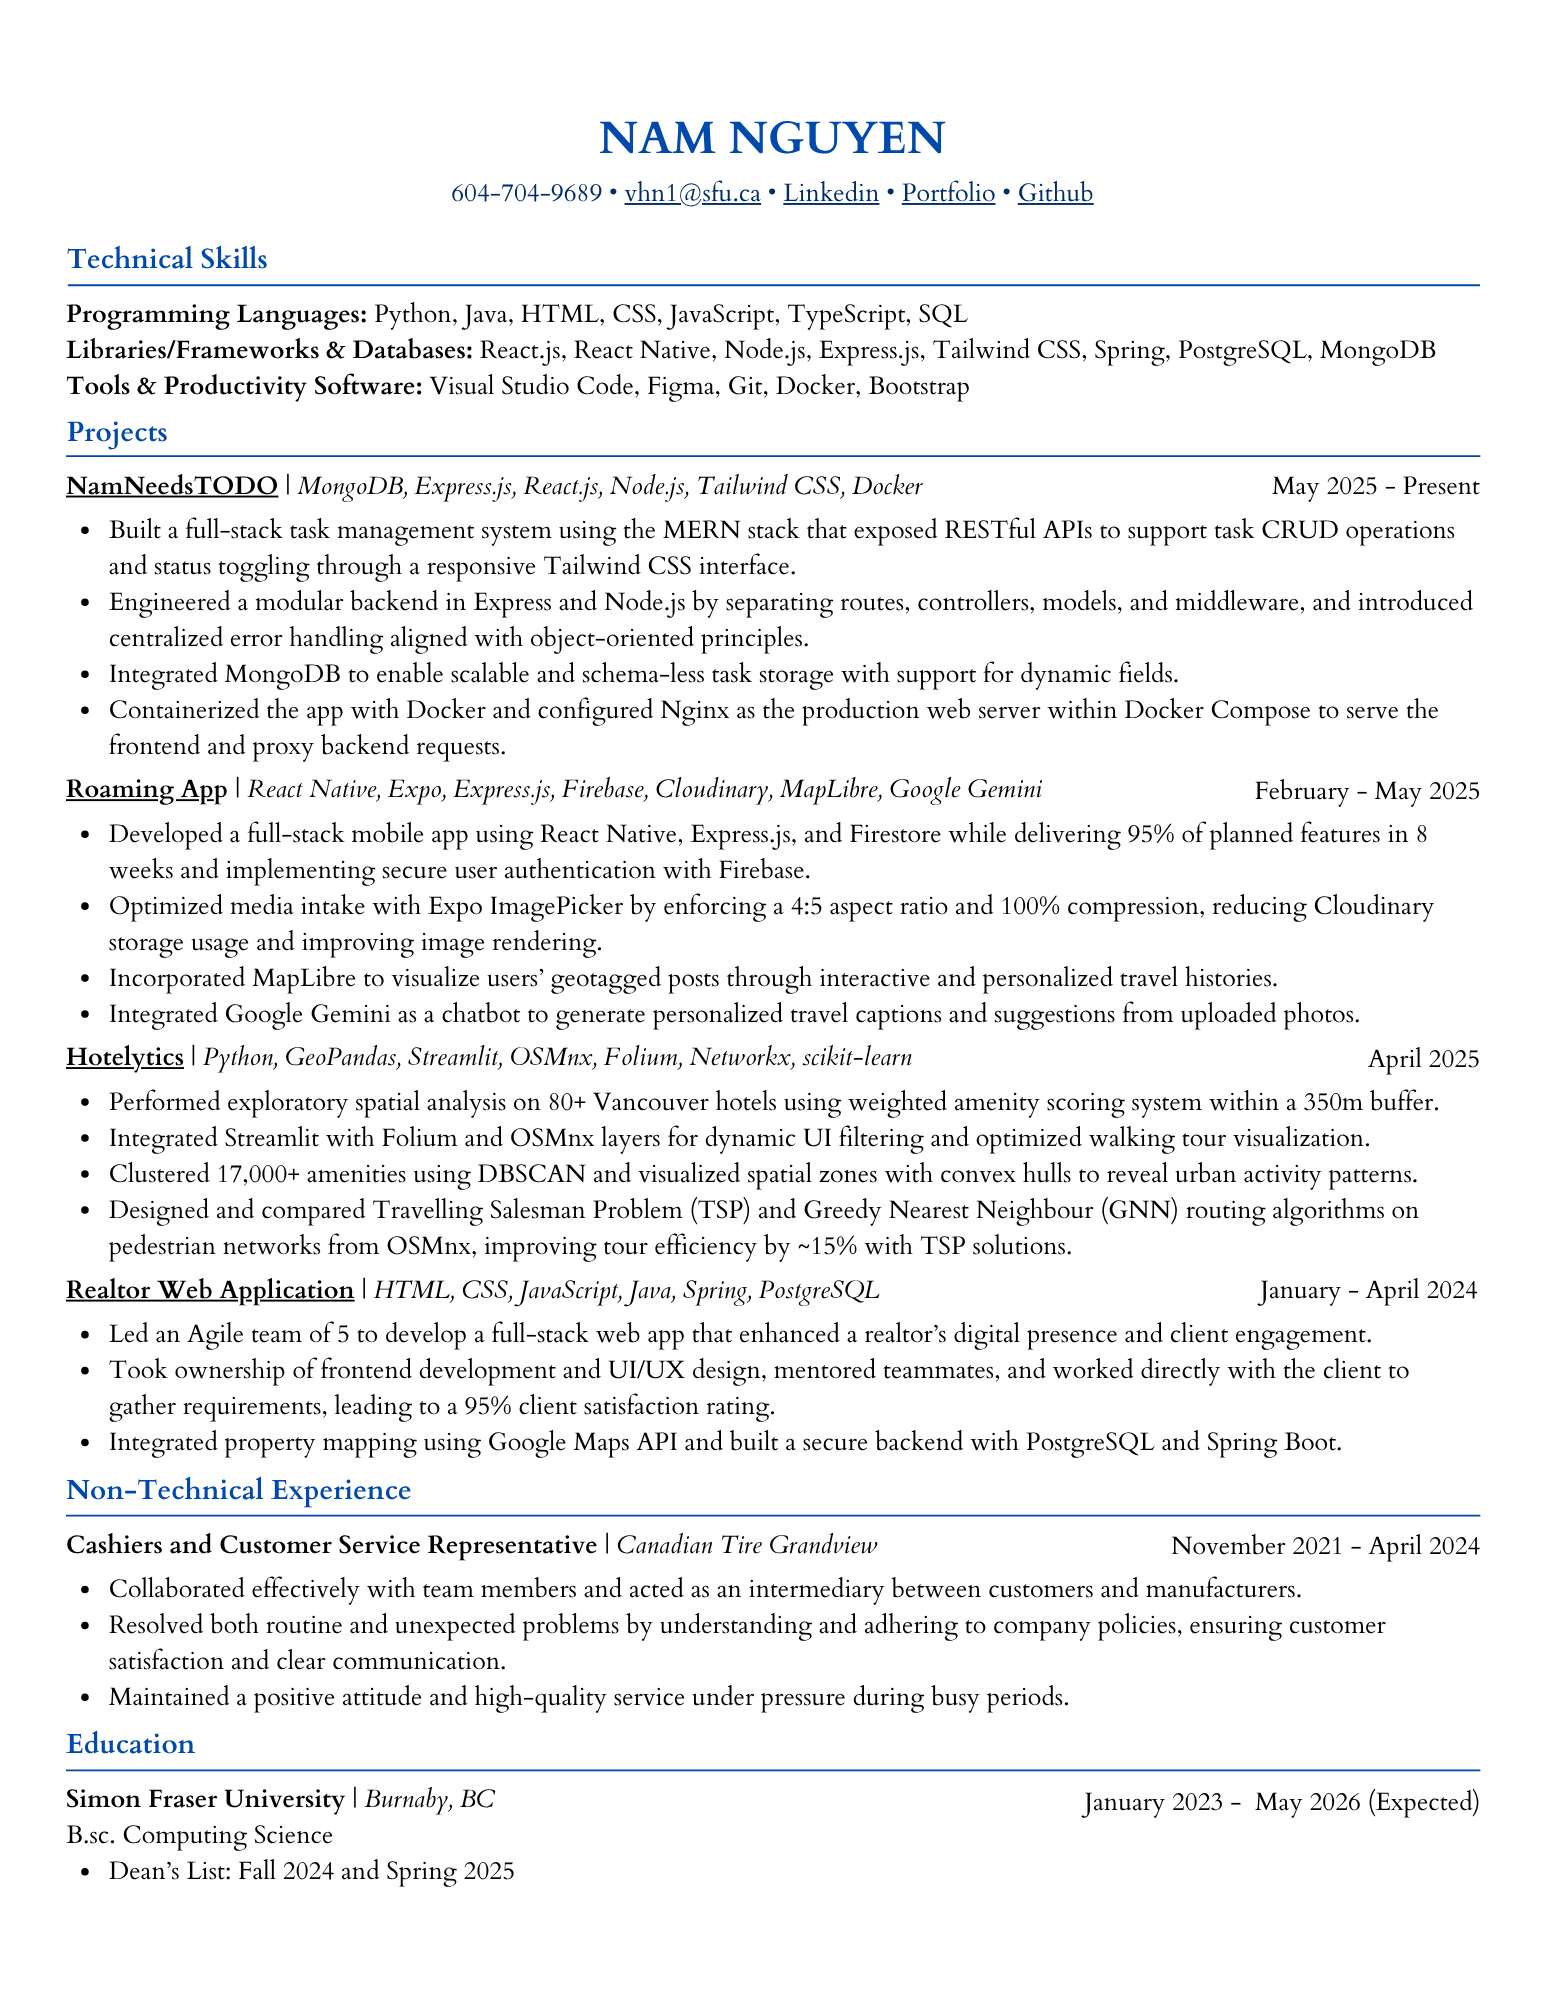 NAM NGUYEN
604-704-9689 • vhn1@sfu.ca • Linkedin • Portfolio • Github
Technical Skills
Programming Languages: Python, Java, HTML, CSS, JavaScript, TypeScript, SQL
Libraries/Frameworks & Databases: React.js, React Native, Node.js, Express.js, Tailwind CSS, Spring, PostgreSQL, MongoDB
Tools & Productivity Software: Visual Studio Code, Figma, Git, Docker, Bootstrap
Projects
NamNeedsTODO | MongoDB, Express.js, React.js, Node.js, Tailwind CSS, Docker May 2025 - Present
• Built a full-stack task management system using the MERN stack that exposed RESTful APIs to support task CRUD operations
and status toggling through a responsive Tailwind CSS interface.
• Engineered a modular backend in Express and Node.js by separating routes, controllers, models, and middleware, and introduced
centralized error handling aligned with object-oriented principles.
• Integrated MongoDB to enable scalable and schema-less task storage with support for dynamic fields.
• Containerized the app with Docker and configured Nginx as the production web server within Docker Compose to serve the
frontend and proxy backend requests.
Roaming App | React Native, Expo, Express.js, Firebase, Cloudinary, MapLibre, Google Gemini February - May 2025
• Developed a full-stack mobile app using React Native, Express.js, and Firestore while delivering 95% of planned features in 8
weeks and implementing secure user authentication with Firebase.
• Optimized media intake with Expo ImagePicker by enforcing a 4:5 aspect ratio and 100% compression, reducing Cloudinary
storage usage and improving image rendering.
• Incorporated MapLibre to visualize users’ geotagged posts through interactive and personalized travel histories.
• Integrated Google Gemini as a chatbot to generate personalized travel captions and suggestions from uploaded photos.
Hotelytics | Python, GeoPandas, Streamlit, OSMnx, Folium, Networkx, scikit-learn April 2025
• Performed exploratory spatial analysis on 80+ Vancouver hotels using weighted amenity scoring system within a 350m buffer.
• Integrated Streamlit with Folium and OSMnx layers for dynamic UI filtering and optimized walking tour visualization.
• Clustered 17,000+ amenities using DBSCAN and visualized spatial zones with convex hulls to reveal urban activity patterns.
• Designed and compared Travelling Salesman Problem (TSP) and Greedy Nearest Neighbour (GNN) routing algorithms on
pedestrian networks from OSMnx, improving tour efficiency by ~15% with TSP solutions.
Realtor Web Application | HTML, CSS, JavaScript, Java, Spring, PostgreSQL January - April 2024
• Led an Agile team of 5 to develop a full-stack web app that enhanced a realtor’s digital presence and client engagement.
• Took ownership of frontend development and UI/UX design, mentored teammates, and worked directly with the client to
gather requirements, leading to a 95% client satisfaction rating.
• Integrated property mapping using Google Maps API and built a secure backend with PostgreSQL and Spring Boot.
Non-Technical Experience
Cashiers and Customer Service Representative | Canadian Tire Grandview November 2021 - April 2024
• Collaborated effectively with team members and acted as an intermediary between customers and manufacturers.
• Resolved both routine and unexpected problems by understanding and adhering to company policies, ensuring customer
satisfaction and clear communication.
• Maintained a positive attitude and high-quality service under pressure during busy periods.
Education
Simon Fraser University | Burnaby, BC January 2023 - May 2026 (Expected)
B.sc. Computing Science
• Dean’s List: Fall 2024 and Spring 2025